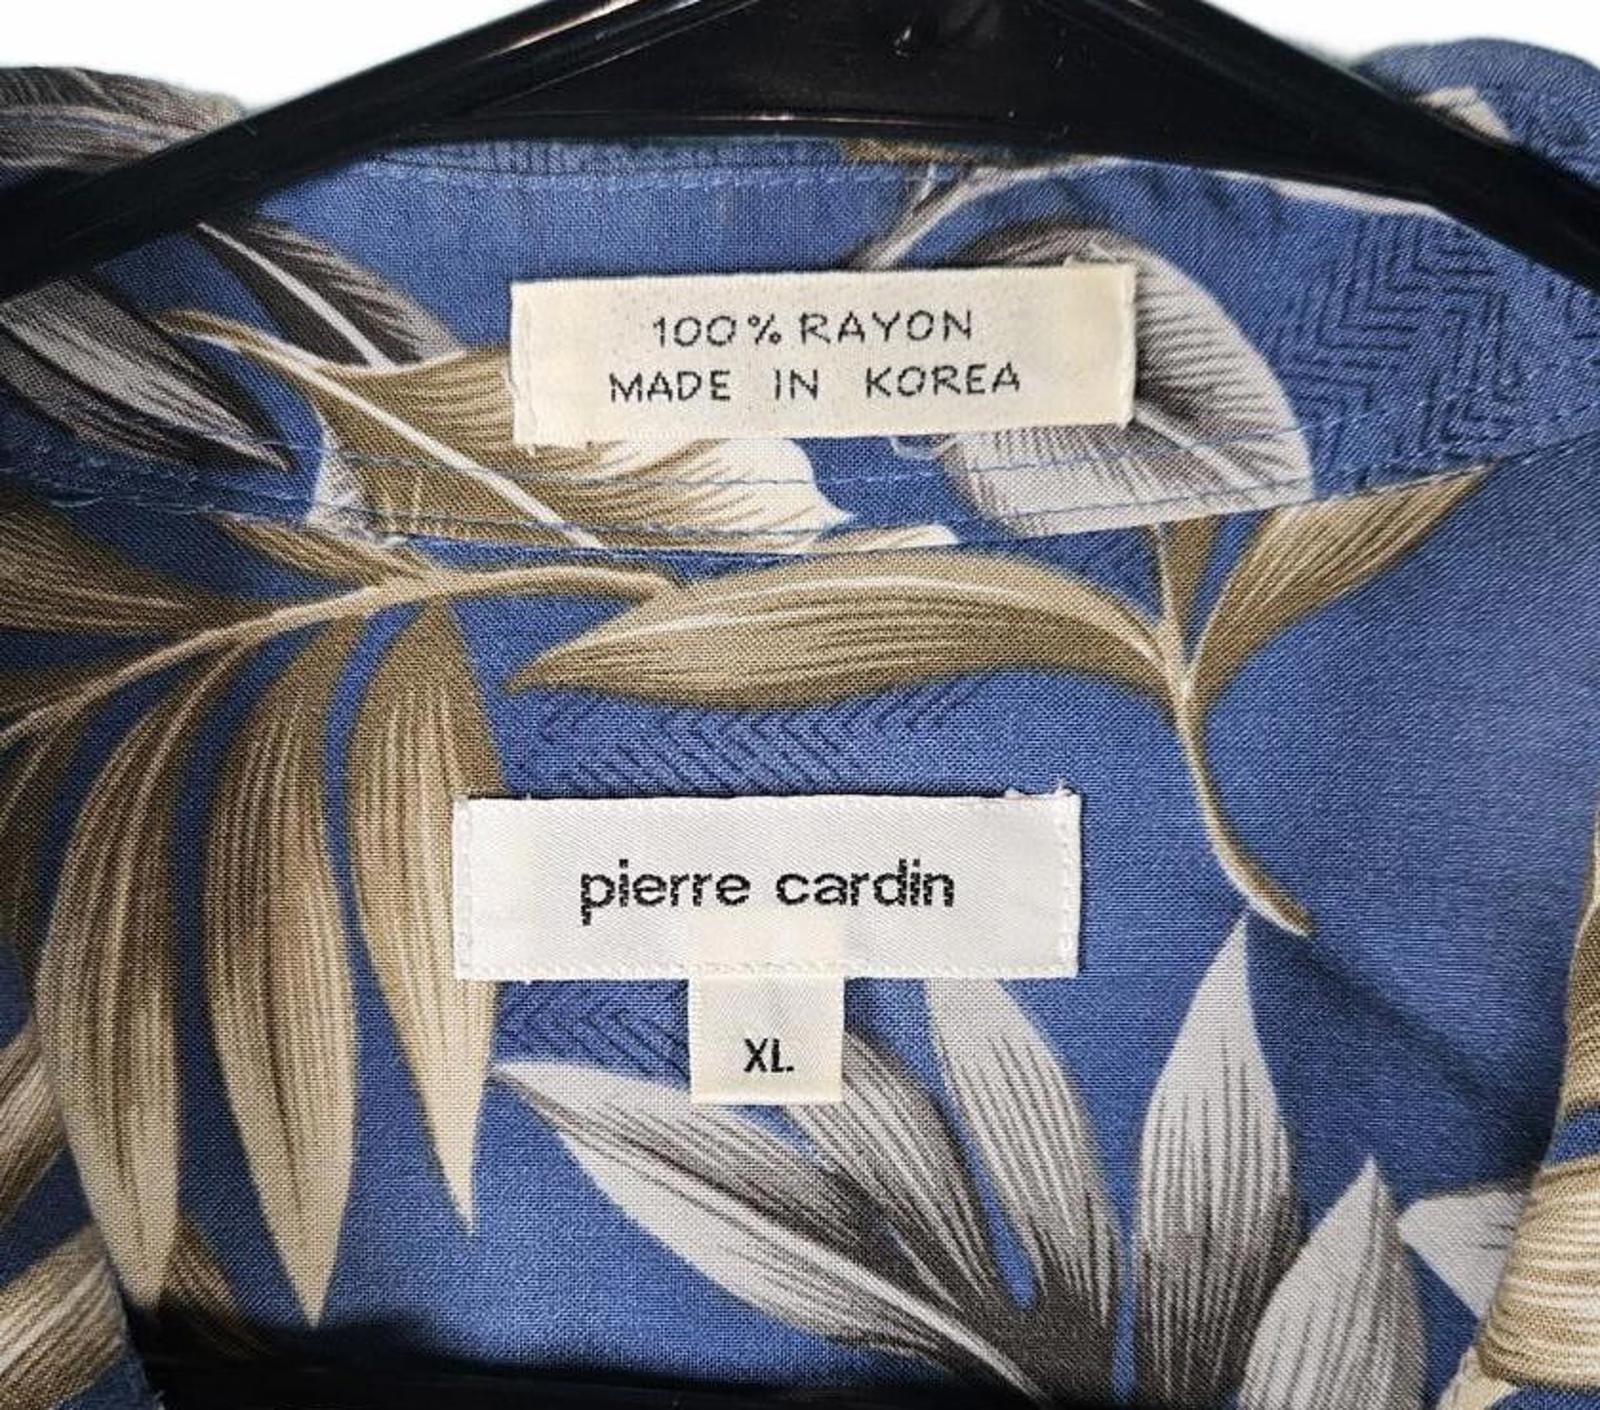 100% RAYON
MADE IN KOREA
pierre cardin
XL.